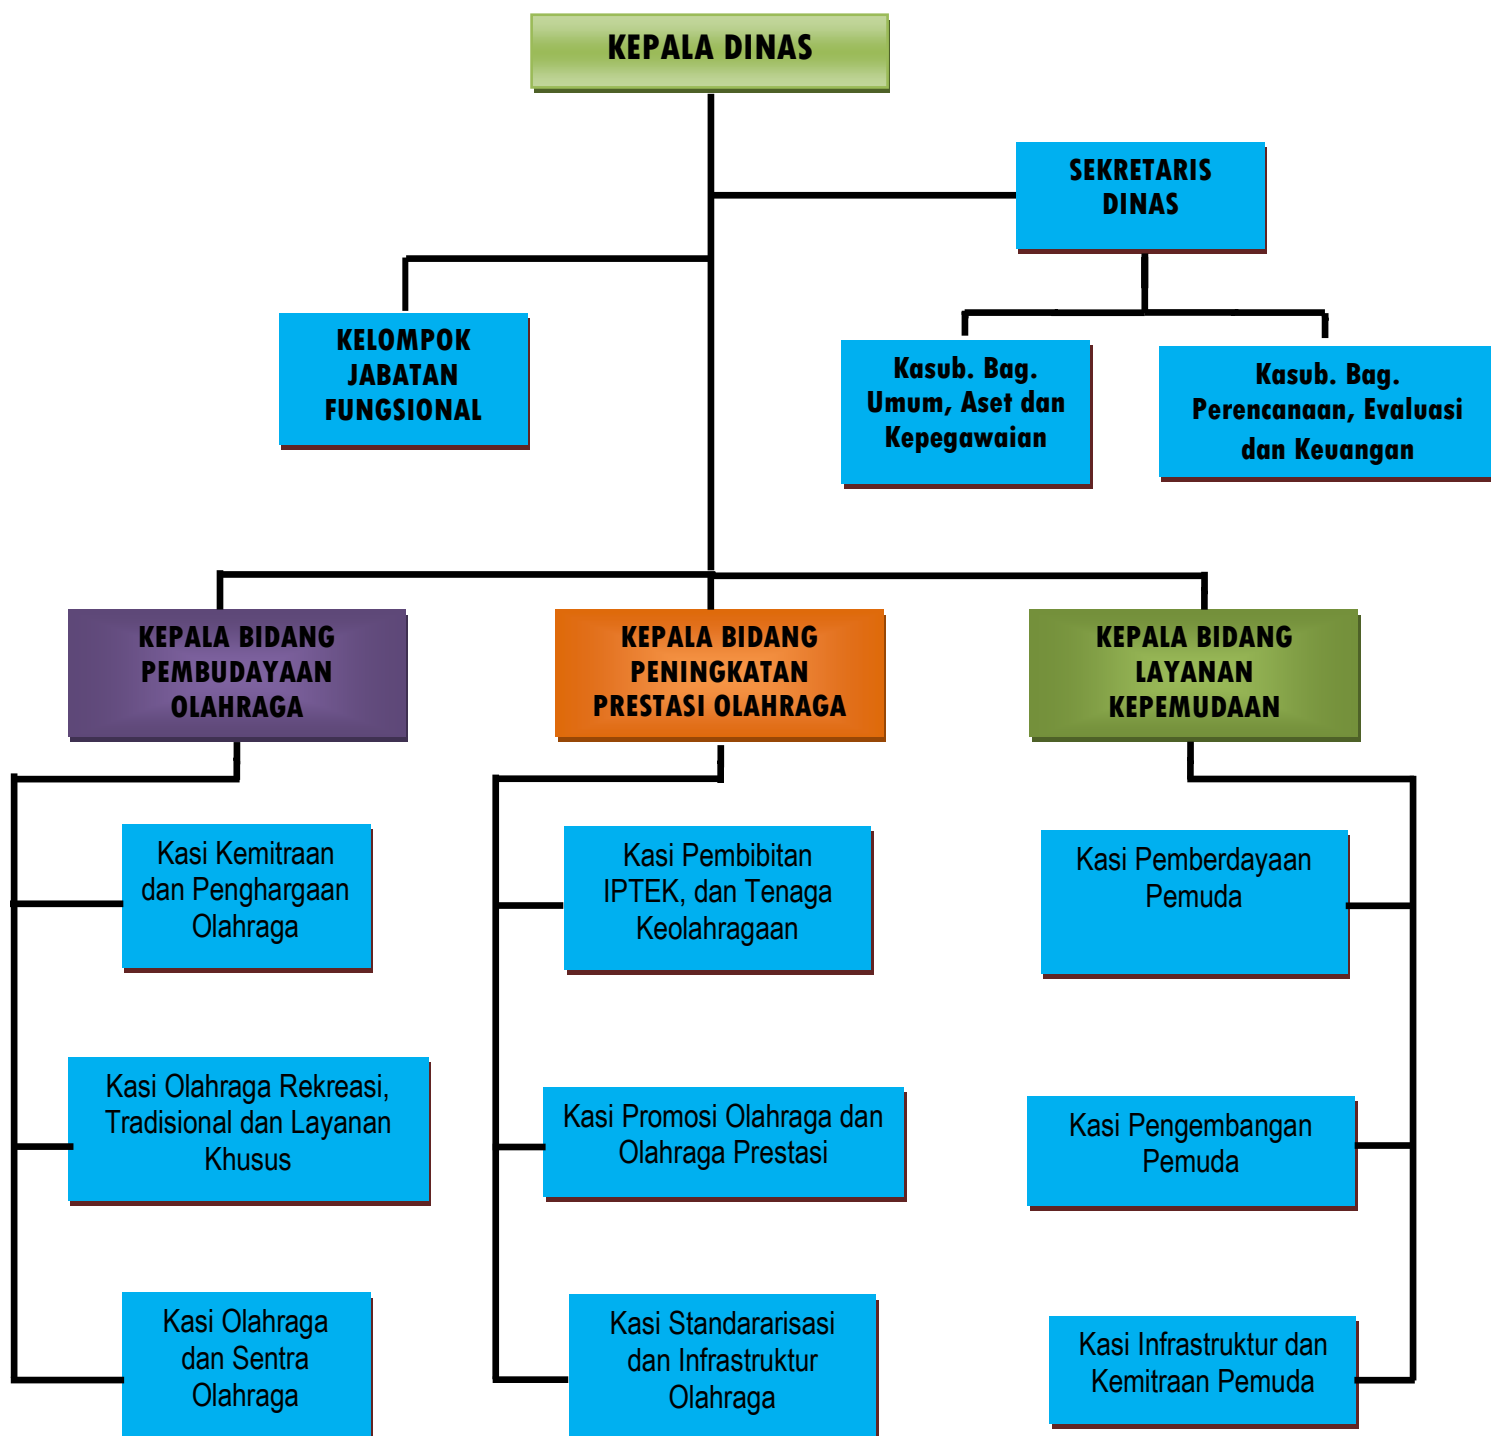 KEPALA DINAS
SEKRETARIS
DINAS
KELOMPOK
JABATAN
FUNGSIONAL
Kasub. Bag.
Umum, Aset dan
Kepegawaian
Kasub. Bag.
Perencanaan, Evaluasi
dan Keuangan
KEPALA BIDANG
PEMBUDAYAAN
OLAHRAGA
KEPALA BIDANG
PENINGKATAN
PRESTASI OLAHRAGA
KEPALA BIDANG
LAYANAN
KEPEMUDAAN
Kasi Kemitraan
dan Penghargaan
Olahraga
Kasi Pembibitan
IPTEK, dan Tenaga
Keolahragaan
Kasi Pemberdayaan
Pemuda
Kasi Olahraga Rekreasi,
Tradisional dan Layanan
Khusus
Kasi Promosi Olahraga dan
Olahraga Prestasi
Kasi Pengembangan
Pemuda
Kasi Olahraga
dan Sentra
Olahraga
Kasi Standararisasi
dan Infrastruktur
Olahraga
Kasi Infrastruktur dan
Kemitraan Pemuda